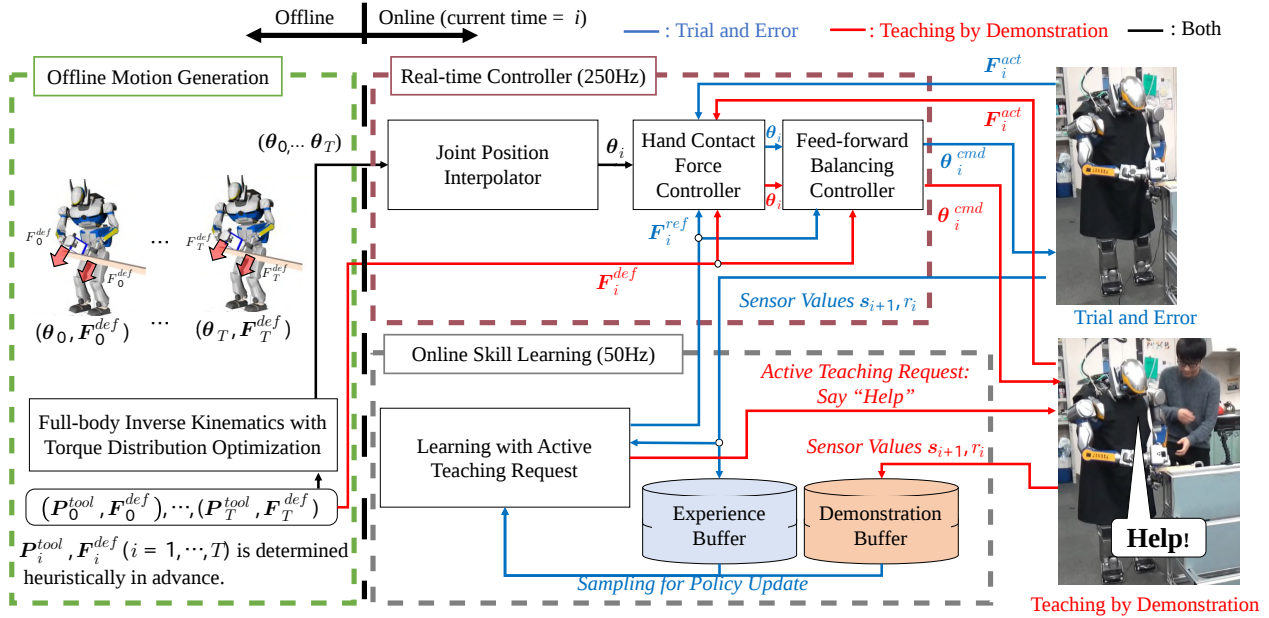 Offline
Online (current time = i)
: Trial and Error
: Teaching by Demonstration
: Both
Offline Motion Generation
Real-time Controller (250Hz)
F_i^{act}
F_i^{act}
(θ_0,... θ_T)
Joint Position
Interpolator
θ_i
Hand Contact
Force
Controller
θ_i
θ_i
Feed-forward
Balancing
Controller
θ_i^{cmd}
θ_i^{cmd}
F_i^{ref}
F_i^{def}
F_0^{def}
F_0^{def}
...
F_T^{def}
F_T^{def}
(θ_0, F_0^{def})
...
(θ_T, F_T^{def})
Sensor Values s_{i+1}, r_i
Trial and Error
Online Skill Learning (50Hz)
Active Teaching Request:
Say “Help”
Full-body Inverse Kinematics with
Torque Distribution Optimization
Learning with Active
Teaching Request
Sensor Values s_{i+1}, r_i
(P_0^{tool}, F_0^{def}),...,(P_T^{tool}, F_T^{def})
P_i^{tool}, F_i^{def} (i = 1,...,T) is determined
heuristically in advance.
Experience
Buffer
Demonstration
Buffer
Sampling for Policy Update
Help!
Teaching by Demonstration